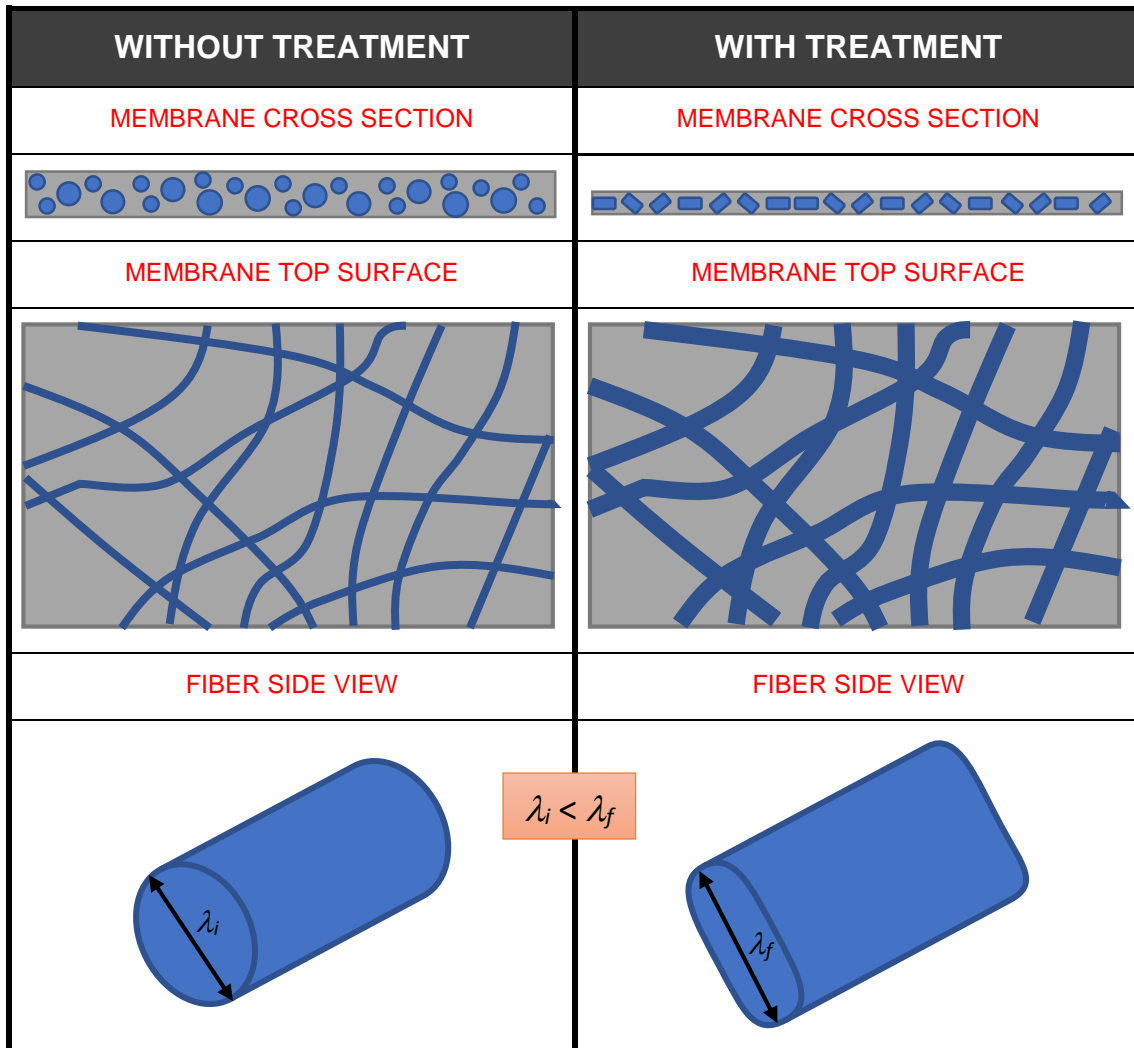 WITHOUT TREATMENT
WITH TREATMENT
MEMBRANE CROSS SECTION
MEMBRANE CROSS SECTION
MEMBRANE TOP SURFACE
MEMBRANE TOP SURFACE
FIBER SIDE VIEW
FIBER SIDE VIEW
λi < λf
λi
λf